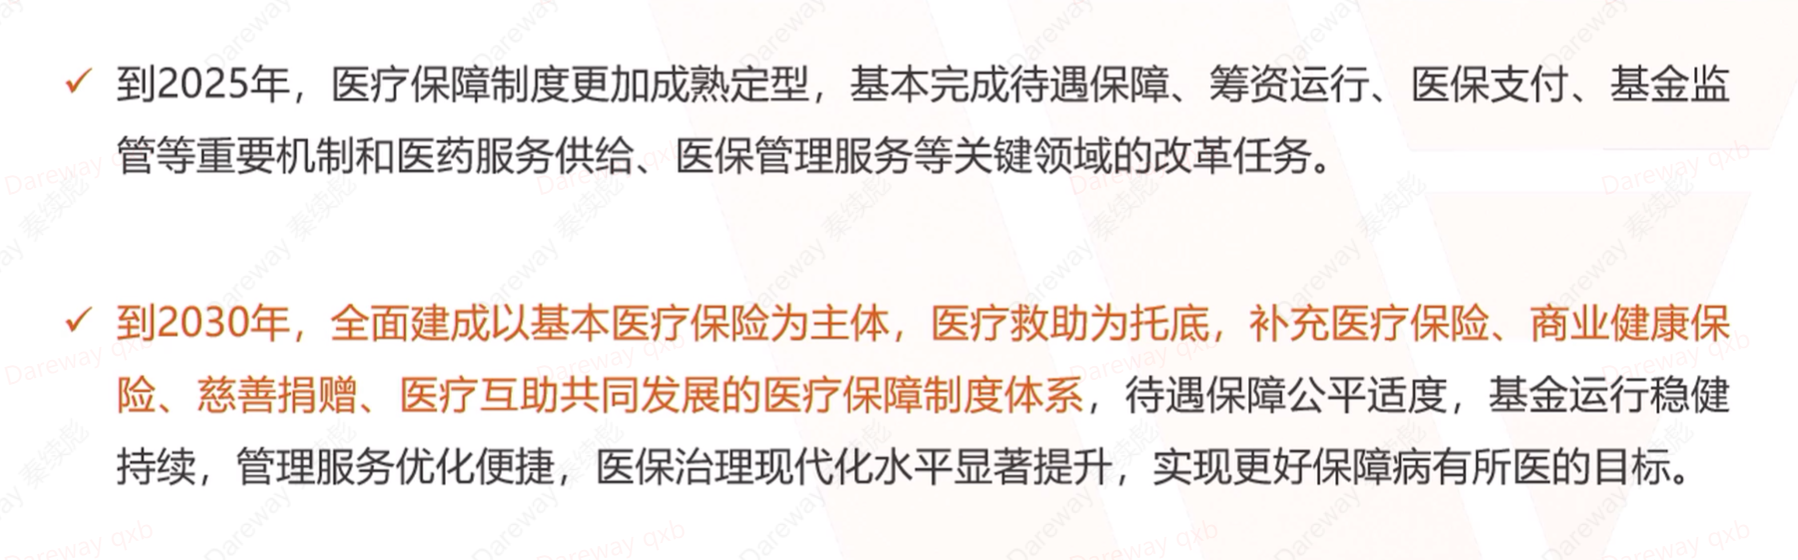 ✓ 到2025年，医疗保障制度更加成熟定型，基本完成待遇保障、筹资运行、医保支付、基金监
管等重要机制和医药服务供给、医保管理服务等关键领域的改革任务。
✓ 到2030年，全面建成以基本医疗保险为主体，医疗救助为托底，补充医疗保险、商业健康保
险、慈善捐赠、医疗互助共同发展的医疗保障制度体系，待遇保障公平适度，基金运行稳健
持续，管理服务优化便捷，医保治理现代化水平显著提升，实现更好保障病有所医的目标。
Dareway 秦续彪
Dareway qxb